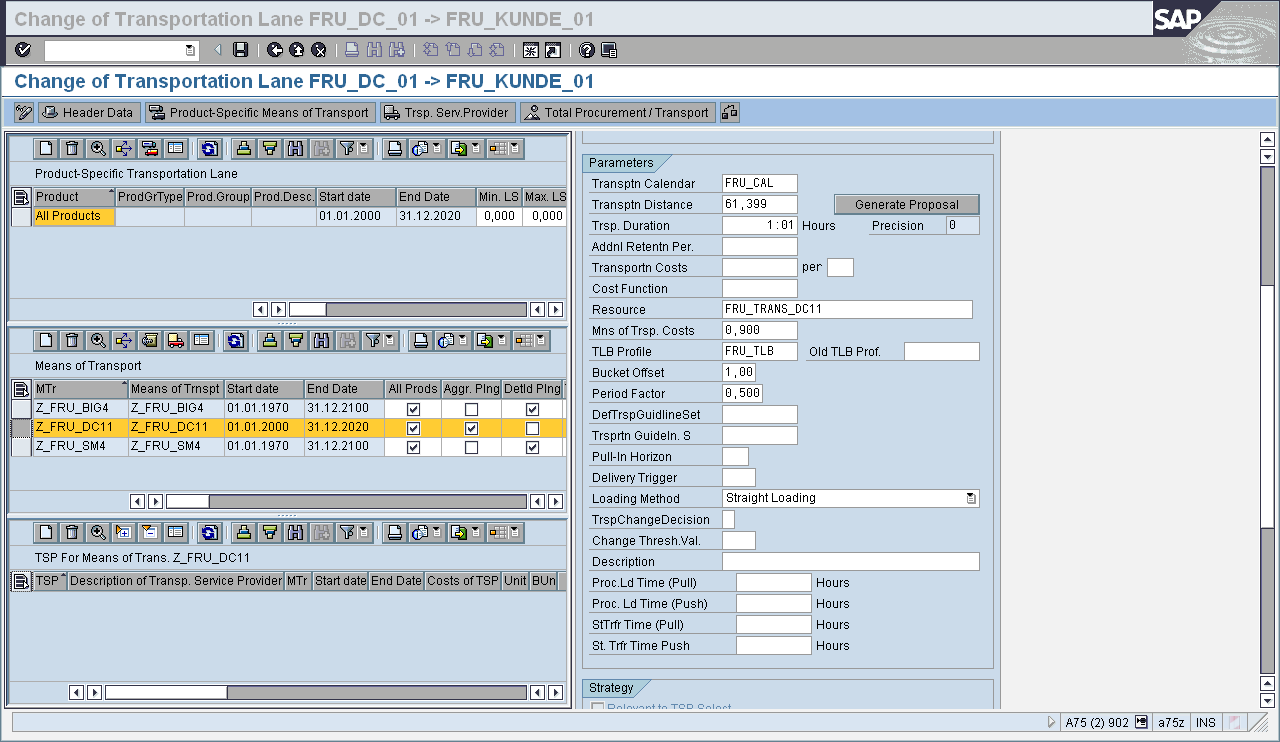 Change of Transportation Lane FRU_DC_01 -> FRU_KUNDE_01
SAP
Change of Transportation Lane FRU_DC_01 -> FRU_KUNDE_01
Header Data Product-Specific Means of Transport Trsp. Serv.Provider Total Procurement / Transport
Product-Specific Transportation Lane
Product ProdGrType Prod.Group Prod.Desc. Start date End Date Min. LS Max. LS
All Products 01.01.2000 31.12.2020 0,000 0,000
Means of Transport
MTr Means of Trnspt Start date End Date All Prods Aggr. Plng Detld Plng
Z_FRU_BIG4 Z_FRU_BIG4 01.01.1970 31.12.2100
Z_FRU_DC11 Z_FRU_DC11 01.01.2000 31.12.2020
Z_FRU_SM4 Z_FRU_SM4 01.01.1970 31.12.2100
TSP For Means of Trans. Z_FRU_DC11
TSP Description of Transp. Service Provider MTr Start date End Date Costs of TSP Unit BUn
Parameters
Transptn Calendar FRU_CAL
Transptn Distance 61,399 Generate Proposal
Trsp. Duration 1:01 Hours Precision 0
Addnl Retentn Per.
Transportn Costs per
Cost Function
Resource FRU_TRANS_DC11
Mns of Trsp. Costs 0,900
TLB Profile FRU_TLB Old TLB Prof.
Bucket Offset 1,00
Period Factor 0,500
DefTrspGuidlineSet
Trsprtn Guideln. S
Pull-In Horizon
Delivery Trigger
Loading Method Straight Loading
TrspChangeDecision
Change Thresh.Val.
Description
Proc.Ld Time (Pull) Hours
Proc. Ld Time (Push) Hours
StTrfr Time (Pull) Hours
St. Trfr Time Push Hours
Strategy
Relevant to TSP Select.
A75 (2) 902 a75z INS